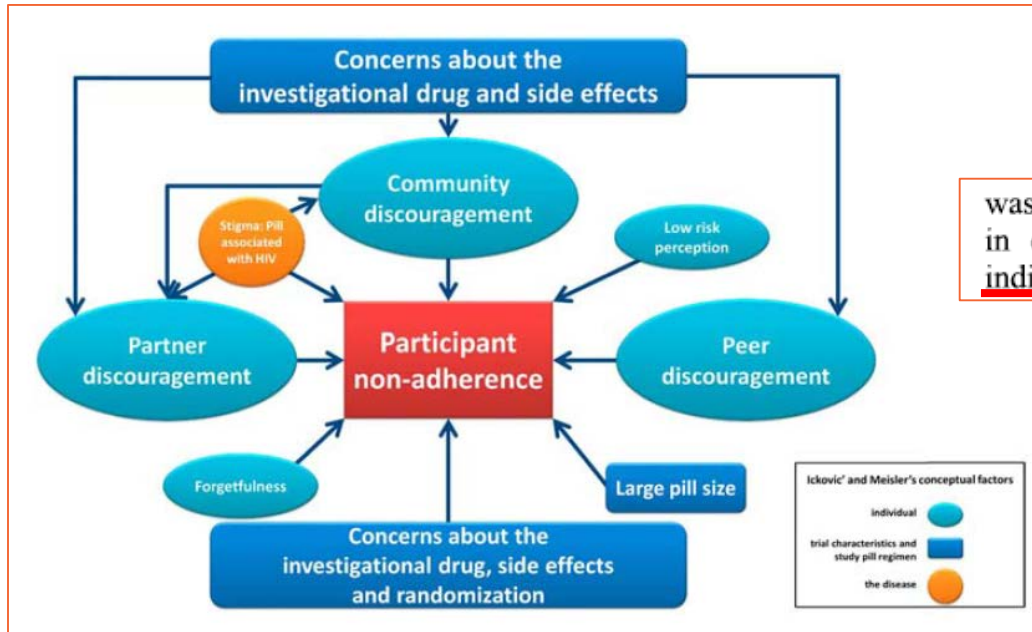 Concerns about the
investigational drug and side effects
Community
discouragement
Stigma: Pill
associated
with HIV
Low risk
perception
Partner
discouragement
Participant
non-adherence
Peer
discouragement
Forgetfulness
Large pill size
Concerns about the
investigational drug, side effects
and randomization
Ickovic' and Meisler's conceptual factors
individual
trial characteristics and
study pill regimen
the disease
was
in